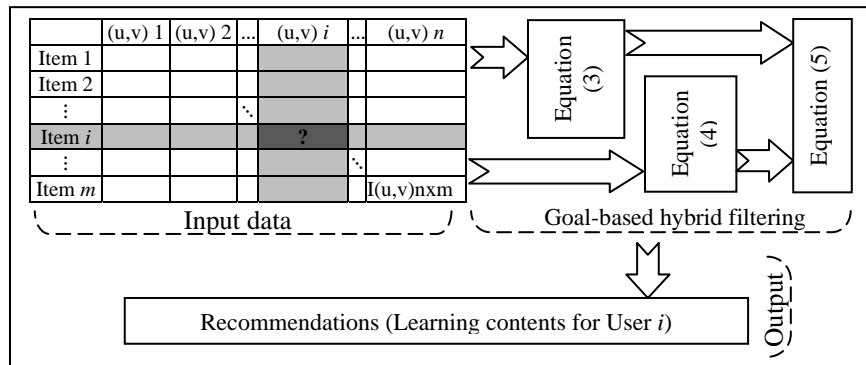 (u,v) 1 (u,v) 2 ... (u,v) i ... (u,v) n
Item 1
Item 2
⋮ ⋱
Item i ?
⋮ ⋱
Item m I(u,v)nxm
Input data
Equation
(3)
Equation
(4)
Equation (5)
Goal-based hybrid filtering
Recommendations (Learning contents for User i)
Output